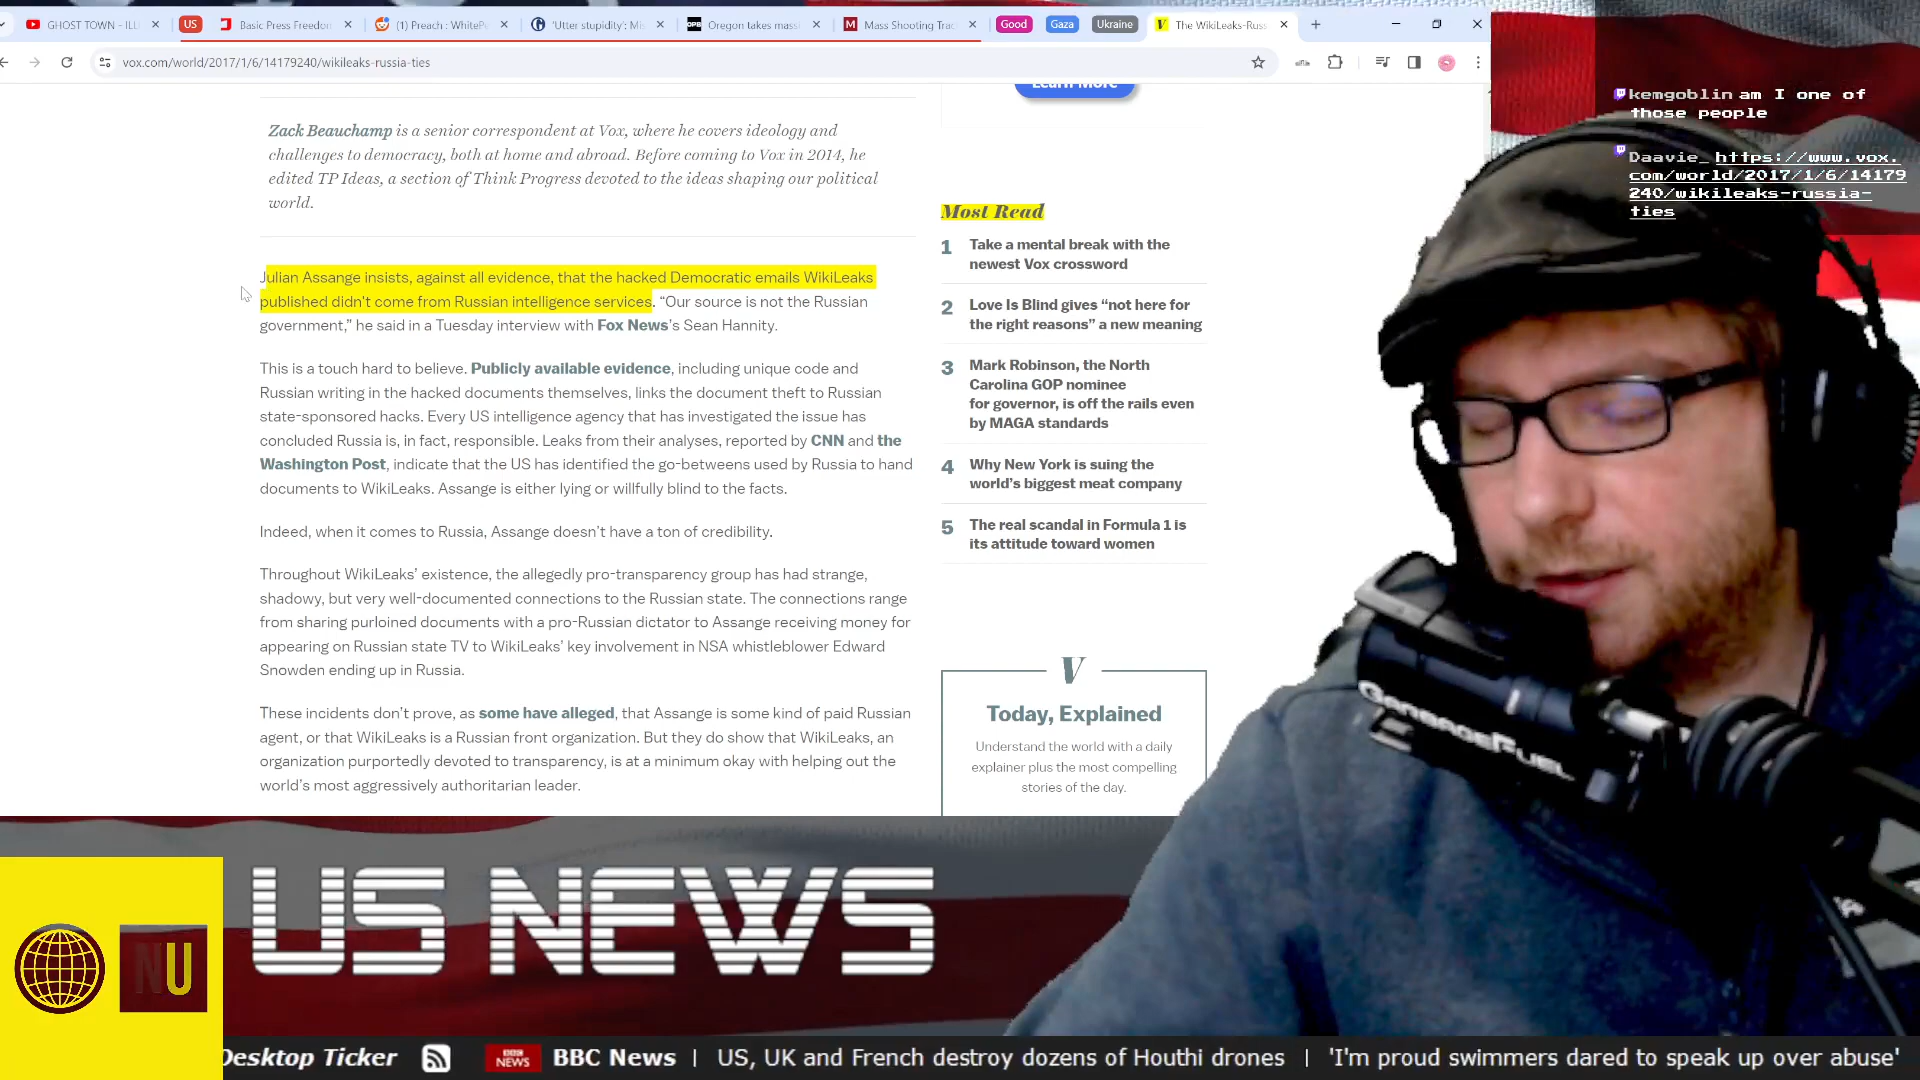 GHOST TOWN - ILL
US
Basic Press Freedom
(1) Preach : WhiteP
'Utter stupidity': Mi
OPB
Oregon takes mass
Mass Shooting Trac
Good
Gaza
Ukraine
The WikiLeaks-Russ
vox.com/world/2017/1/6/14179240/wikileaks-russia-ties
Learn More
Zack Beauchamp is a senior correspondent at Vox, where he covers ideology and
challenges to democracy, both at home and abroad. Before coming to Vox in 2014, he
edited TP Ideas, a section of Think Progress devoted to the ideas shaping our political
world.
Julian Assange insists, against all evidence, that the hacked Democratic emails WikiLeaks
published didn't come from Russian intelligence services. “Our source is not the Russian
government,” he said in a Tuesday interview with Fox News's Sean Hannity.
This is a touch hard to believe. Publicly available evidence, including unique code and
Russian writing in the hacked documents themselves, links the document theft to Russian
state-sponsored hacks. Every US intelligence agency that has investigated the issue has
concluded Russia is, in fact, responsible. Leaks from their analyses, reported by CNN and the
Washington Post, indicate that the US has identified the go-betweens used by Russia to hand
documents to WikiLeaks. Assange is either lying or willfully blind to the facts.
Indeed, when it comes to Russia, Assange doesn't have a ton of credibility.
Throughout WikiLeaks' existence, the allegedly pro-transparency group has had strange,
shadowy, but very well-documented connections to the Russian state. The connections range
from sharing purloined documents with a pro-Russian dictator to Assange receiving money for
appearing on Russian state TV to WikiLeaks' key involvement in NSA whistleblower Edward
Snowden ending up in Russia.
These incidents don't prove, as some have alleged, that Assange is some kind of paid Russian
agent, or that WikiLeaks is a Russian front organization. But they do show that WikiLeaks, an
organization purportedly devoted to transparency, is at a minimum okay with helping out the
world's most aggressively authoritarian leader.
Most Read
1 Take a mental break with the
newest Vox crossword
2 Love Is Blind gives “not here for
the right reasons” a new meaning
3 Mark Robinson, the North
Carolina GOP nominee
for governor, is off the rails even
by MAGA standards
4 Why New York is suing the
world's biggest meat company
5 The real scandal in Formula 1 is
its attitude toward women
V
Today, Explained
Understand the world with a daily
explainer plus the most compelling
stories of the day.
kemgoblin am I one of
those people
Daavie_ https://www.vox.
com/world/2017/1/6/14179
240/wikileaks-russia-
ties
US NEWS
NU
Desktop Ticker
BBC NEWS
BBC News | US, UK and French destroy dozens of Houthi drones | 'I'm proud swimmers dared to speak up over abuse'